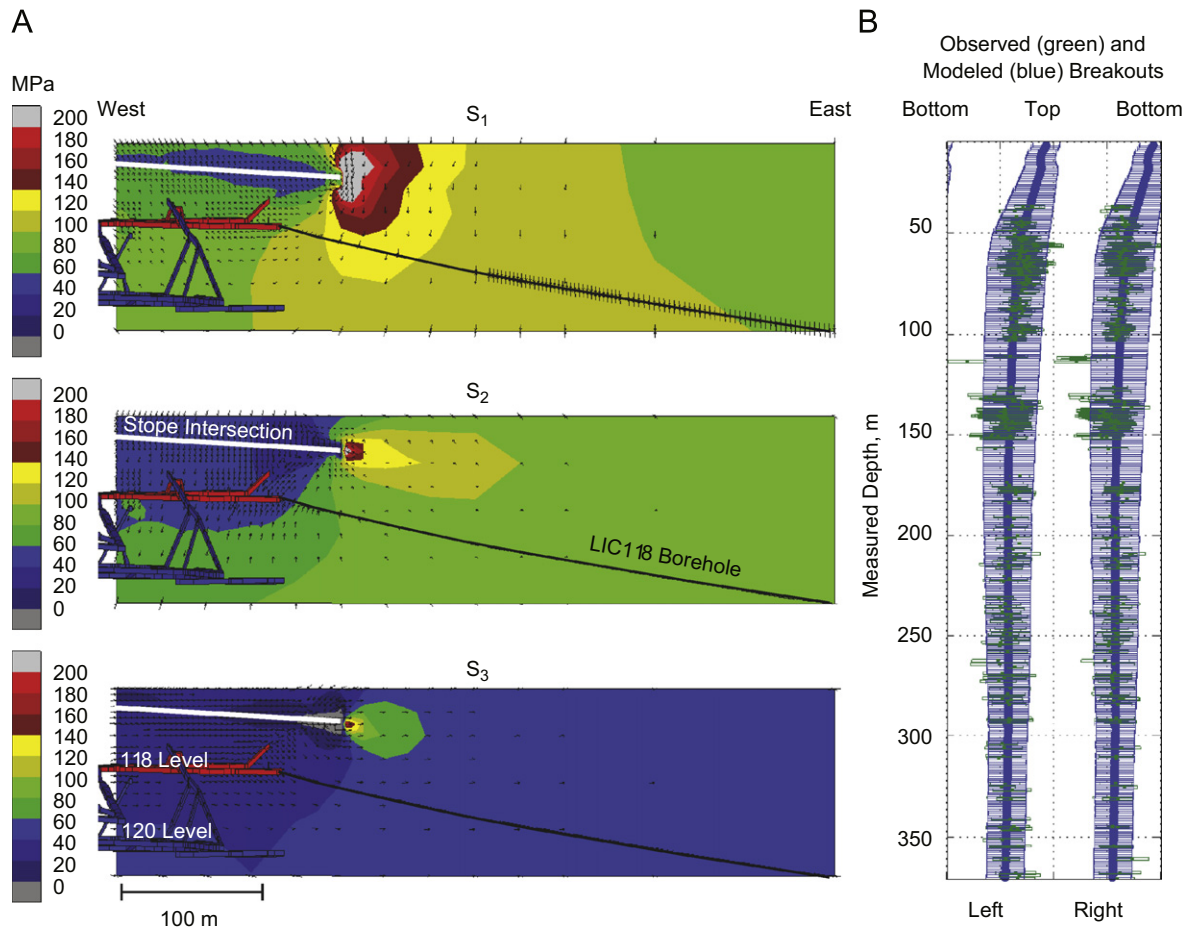 A
MPa
West
S1
East
200
180
160
140
120
100
80
60
40
20
0
S2
200
180
160
140
120
100
80
60
40
20
0
Stope Intersection
LIC118 Borehole
S3
200
180
160
140
120
100
80
60
40
20
0
118 Level
120 Level
100 m
B
Observed (green) and
Modeled (blue) Breakouts
Bottom Top Bottom
Measured Depth, m
50
100
150
200
250
300
350
Left Right